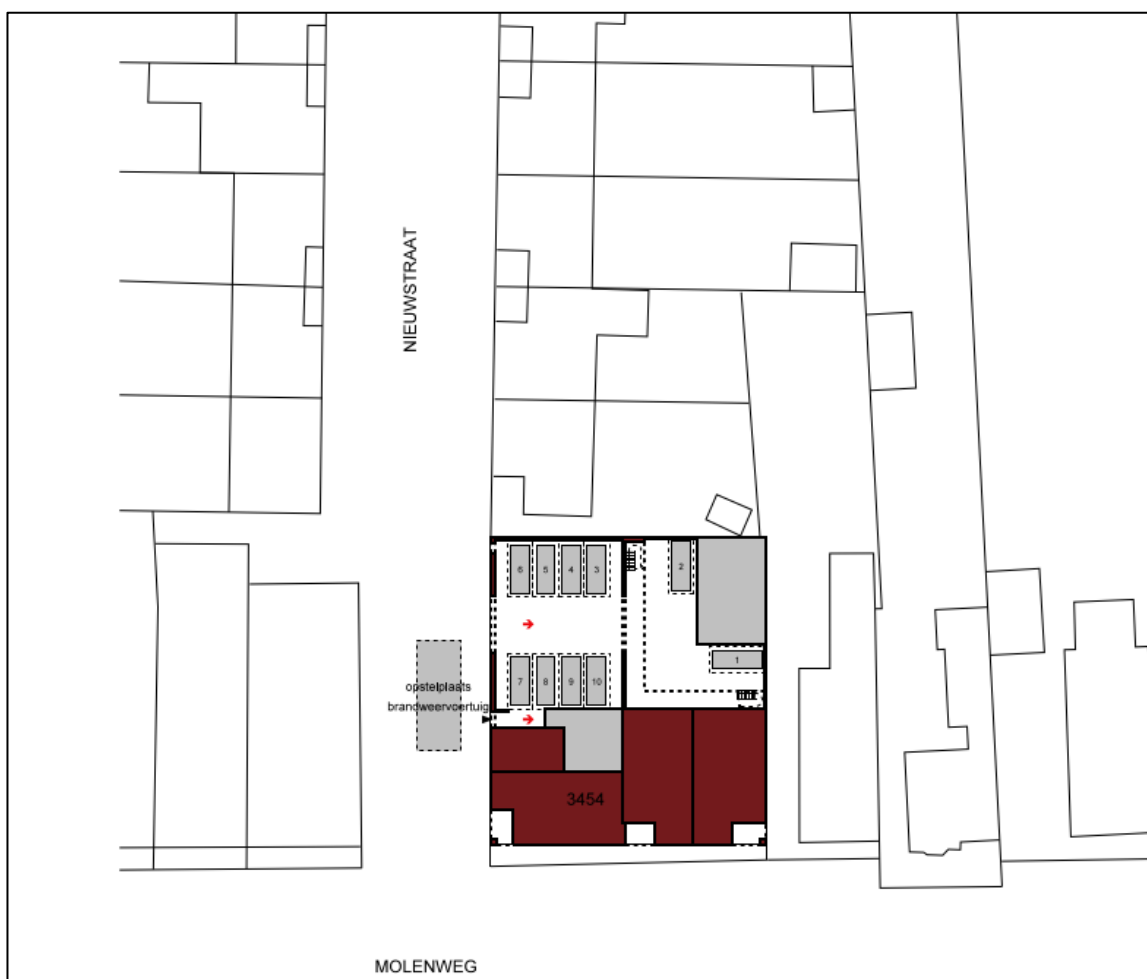 NIEUWSTRAAT
6 5 4 3
2
1
7 8 9 10
opstelplaats
brandweervoertuig
3454
MOLENWEG